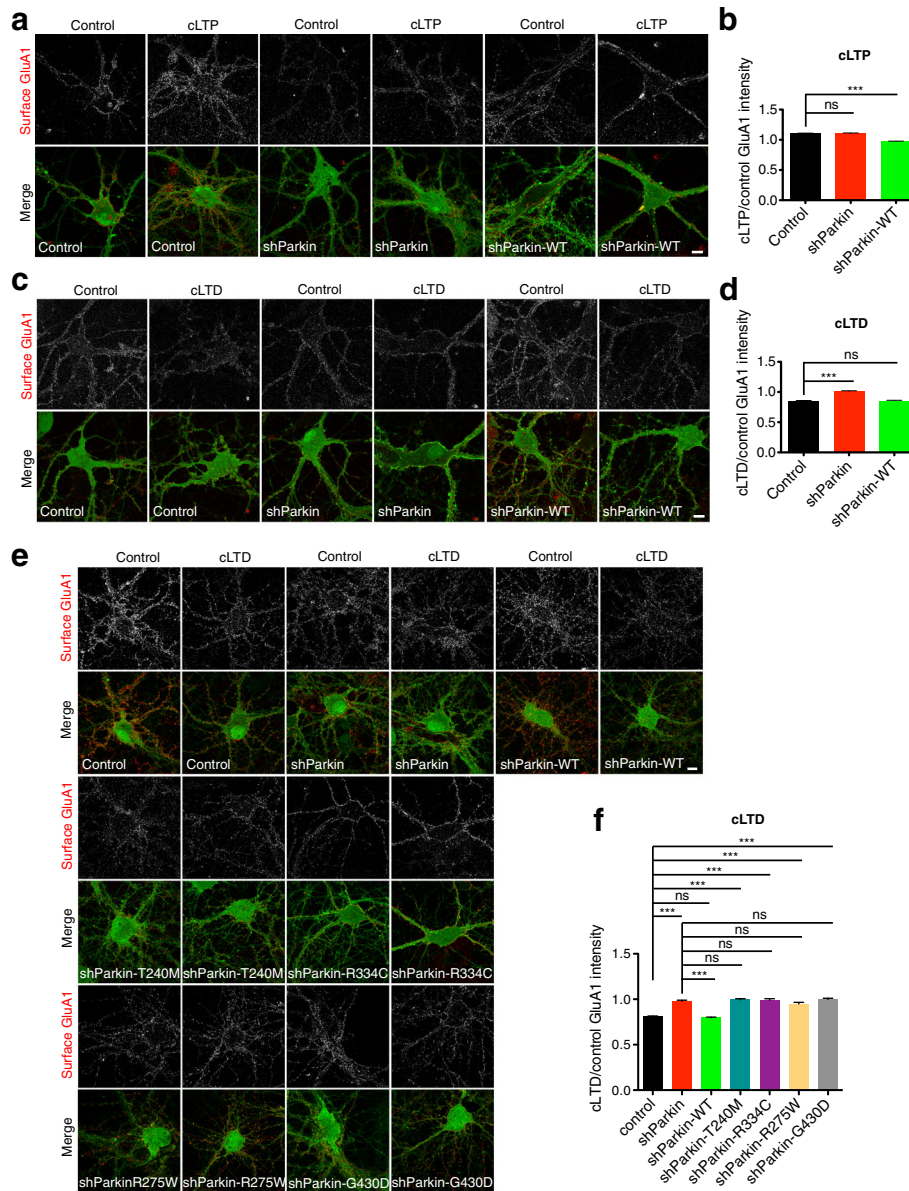 a
Control cLTP Control cLTP Control cLTP
Surface GluA1
Merge
Control Control shParkin shParkin shParkin-WT shParkin-WT
b
cLTP
***
ns
cLTP/control GluA1 intensity
1.5
1.0
0.5
0.0
Control
shParkin
shParkin-WT
c
Control cLTD Control cLTD Control cLTD
Surface GluA1
Merge
Control Control shParkin shParkin shParkin-WT shParkin-WT
d
cLTD
ns
***
cLTD/control GluA1 intensity
1.5
1.0
0.5
0.0
Control
shParkin
shParkin-WT
e
Control cLTD Control cLTD Control cLTD
Surface GluA1
Merge
Control Control shParkin shParkin shParkin-WT shParkin-WT
Surface GluA1
Merge
shParkin-T240M shParkin-T240M shParkin-R334C shParkin-R334C
Surface GluA1
Merge
shParkinR275W shParkin-R275W shParkin-G430D shParkin-G430D
f
cLTD
***
***
***
***
ns
***
ns
ns
ns
ns
***
cLTD/control GluA1 intensity
1.5
1.0
0.5
0.0
control
shParkin
shParkin-WT
shParkin-T240M
shParkin-R334C
shParkin-R275W
shParkin-G430D